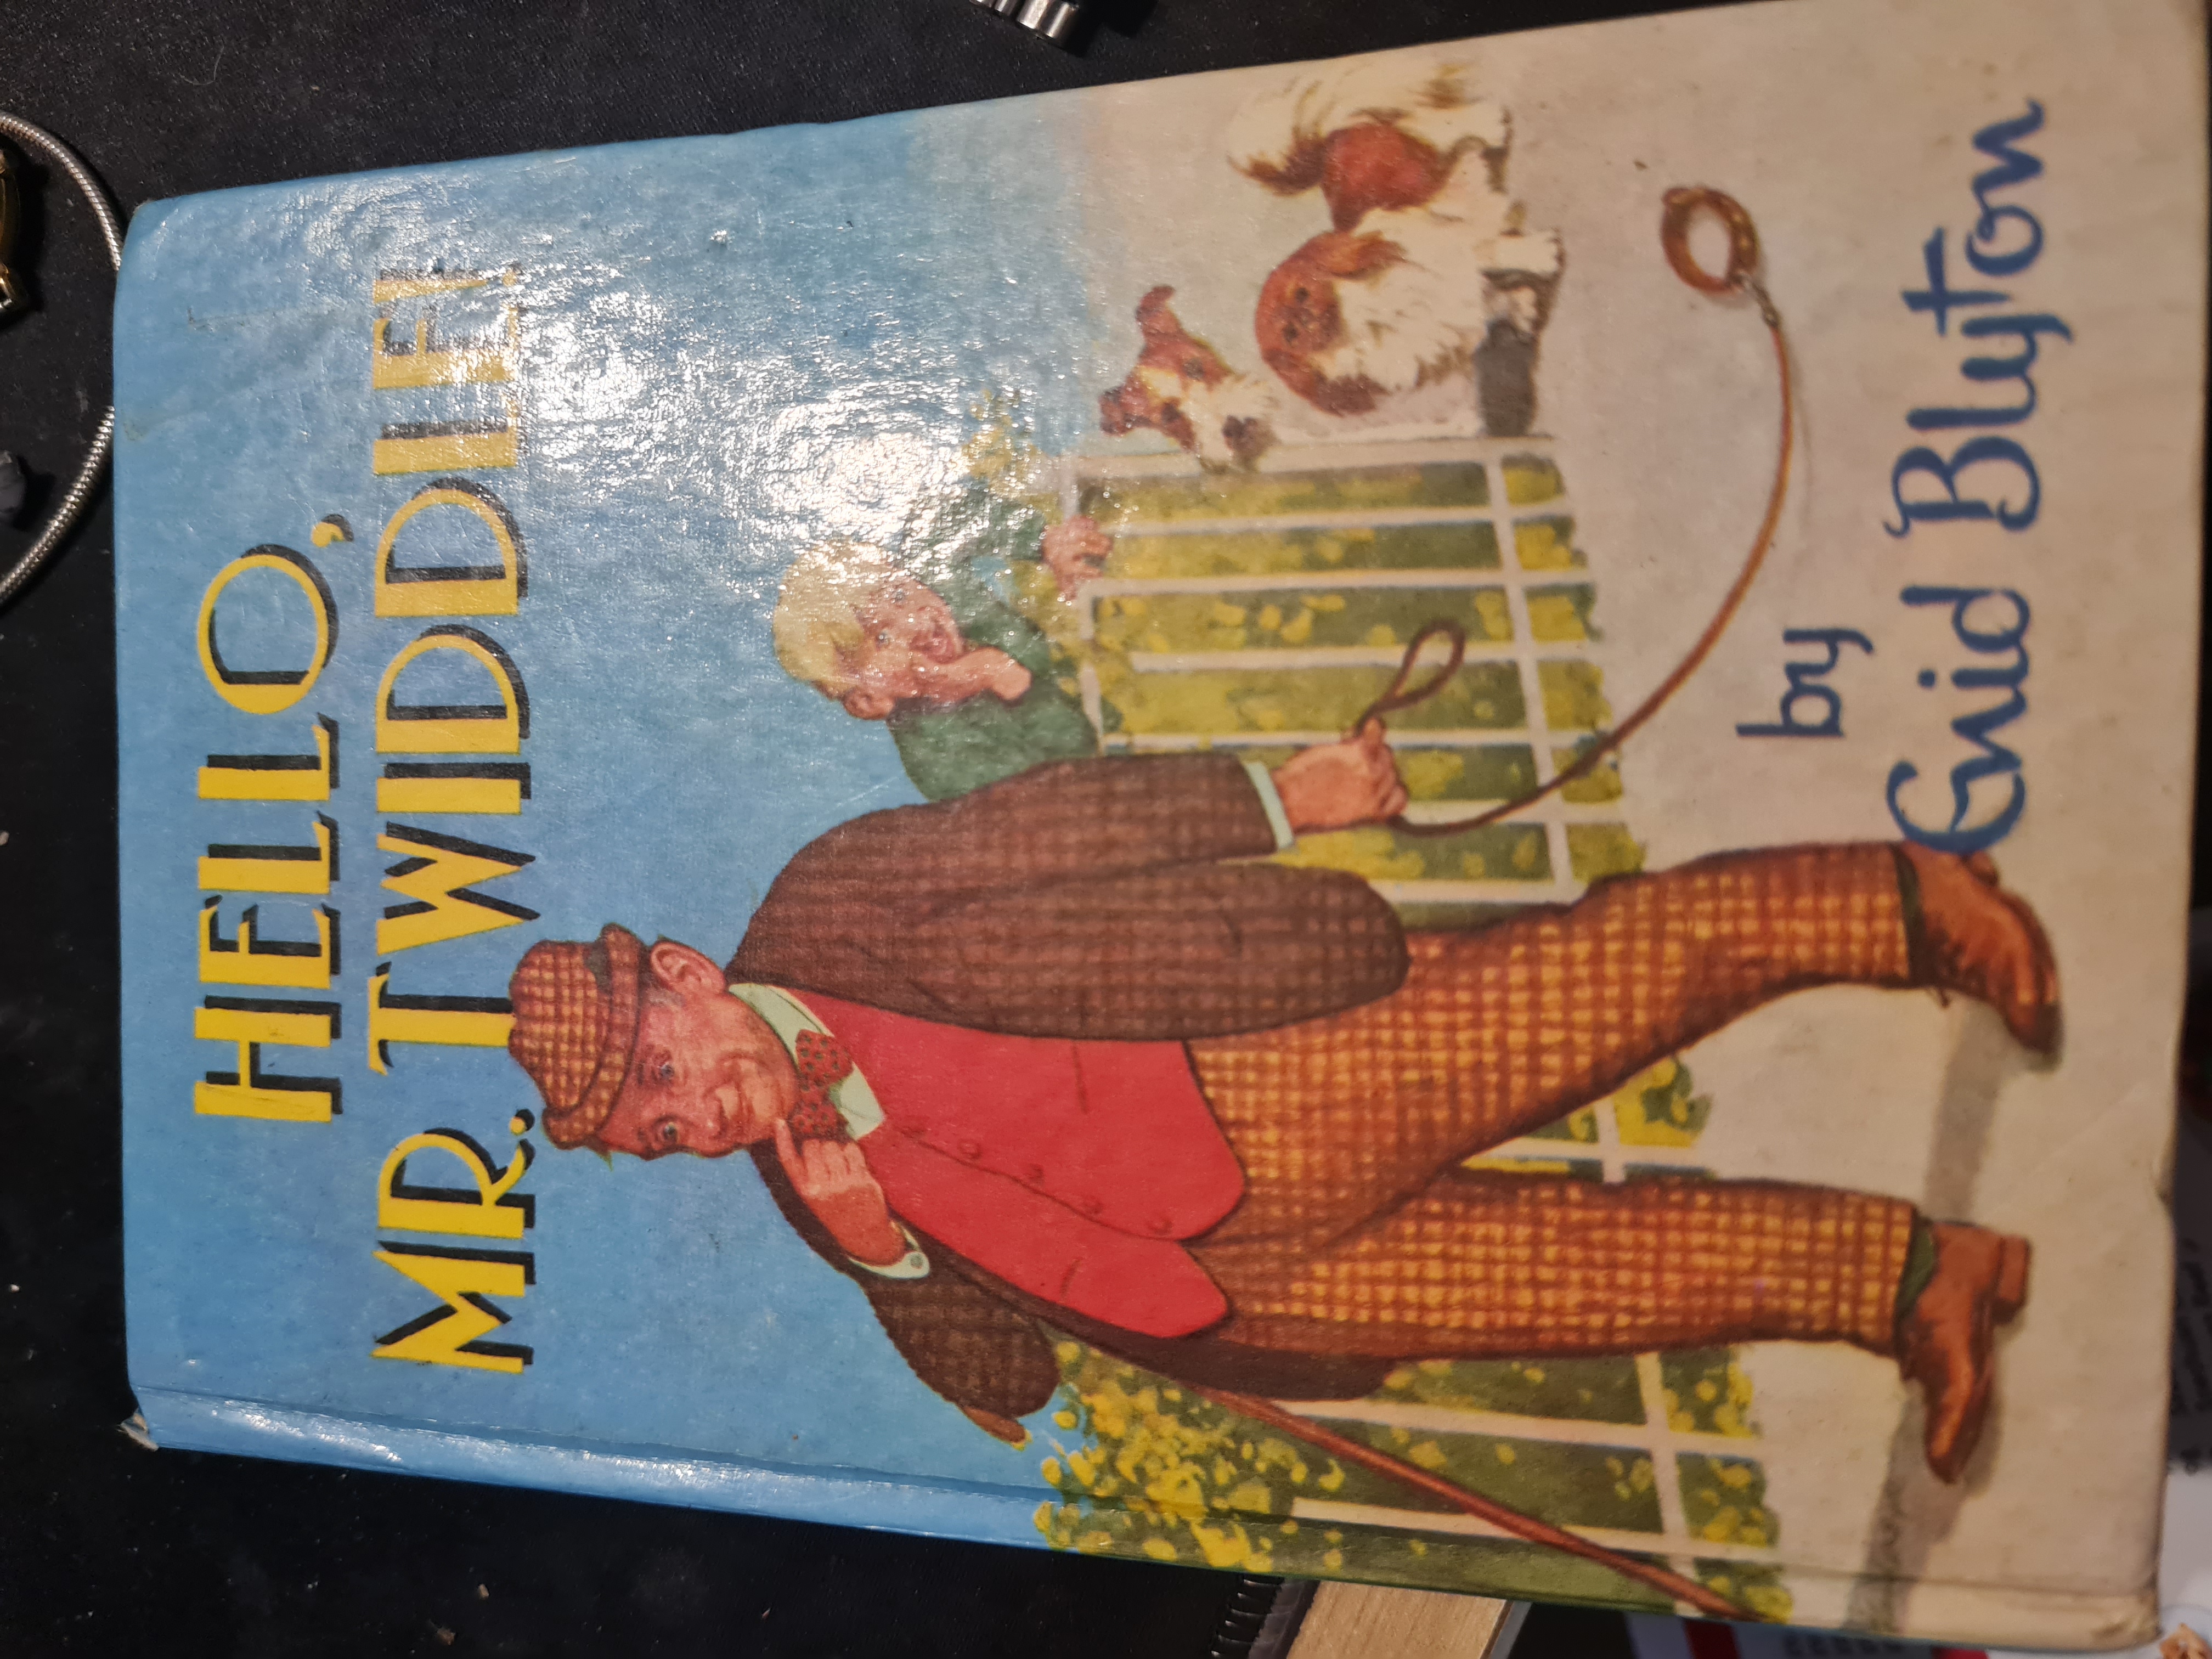 HELLO,
MR. TWIDDLE!
by
Enid Blyton